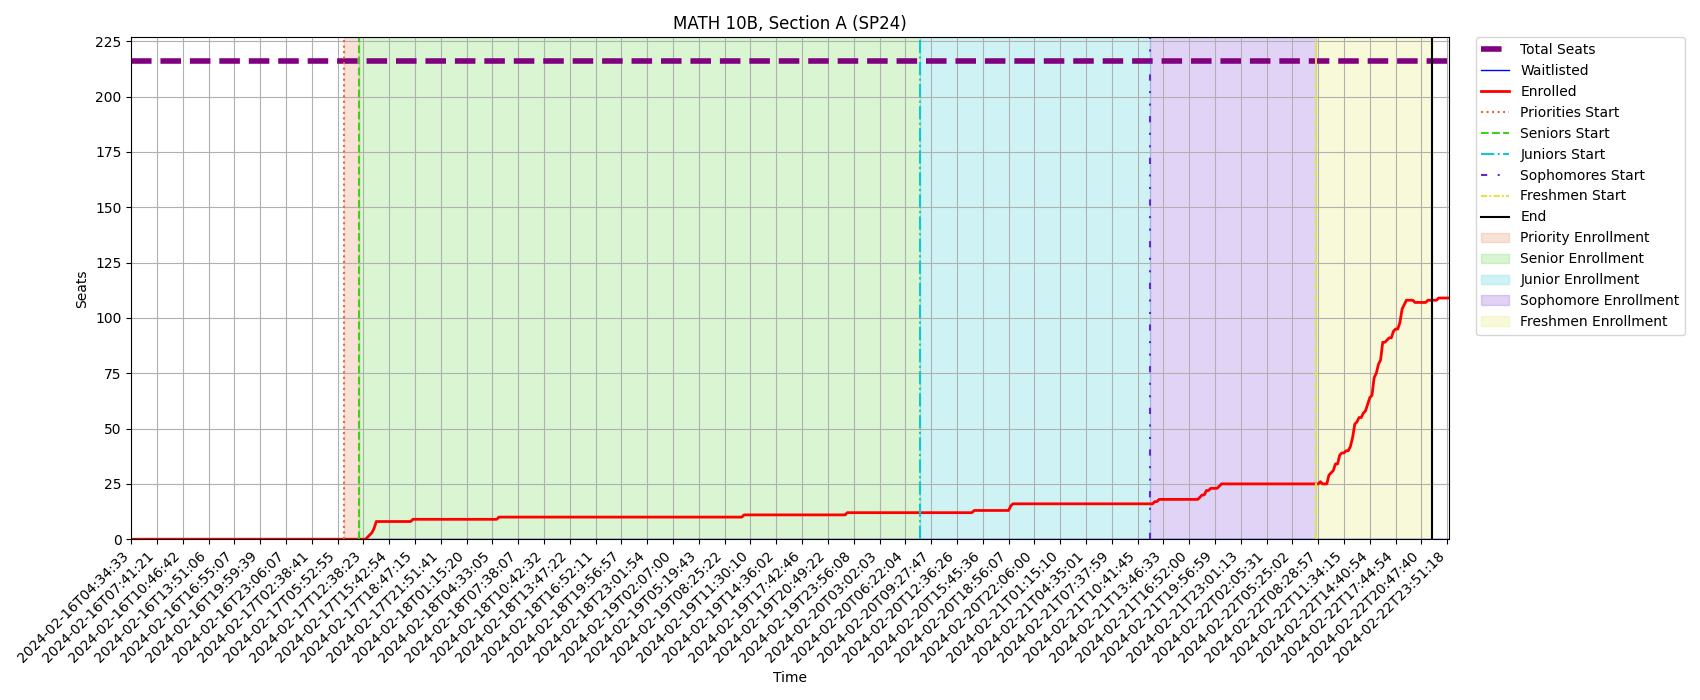 MATH 10B, Section A (SP24)
225
200
175
150
125
100
75
50
25
0
Seats
2024-02-16T04:34:33
2024-02-16T07:41:21
2024-02-16T10:46:42
2024-02-16T13:51:06
2024-02-16T16:55:07
2024-02-16T19:59:39
2024-02-16T23:06:07
2024-02-17T02:38:41
2024-02-17T05:52:55
2024-02-17T12:38:23
2024-02-17T15:42:54
2024-02-17T18:47:15
2024-02-17T21:51:41
2024-02-18T01:15:20
2024-02-18T04:33:05
2024-02-18T07:38:07
2024-02-18T10:42:32
2024-02-18T13:47:22
2024-02-18T16:52:11
2024-02-18T19:56:57
2024-02-18T23:01:54
2024-02-19T02:07:00
2024-02-19T05:19:43
2024-02-19T08:25:22
2024-02-19T11:30:10
2024-02-19T14:36:02
2024-02-19T17:42:46
2024-02-19T20:49:22
2024-02-19T23:56:08
2024-02-20T03:02:03
2024-02-20T06:22:04
2024-02-20T09:27:47
2024-02-20T12:36:26
2024-02-20T15:45:36
2024-02-20T18:56:07
2024-02-20T22:06:00
2024-02-21T01:15:10
2024-02-21T04:35:01
2024-02-21T07:37:59
2024-02-21T10:41:45
2024-02-21T13:46:33
2024-02-21T16:52:00
2024-02-21T19:56:59
2024-02-21T23:01:13
2024-02-22T02:05:31
2024-02-22T05:25:02
2024-02-22T08:28:57
2024-02-22T11:34:15
2024-02-22T14:40:54
2024-02-22T17:44:54
2024-02-22T20:47:40
2024-02-22T23:51:18
Time
Total Seats
Waitlisted
Enrolled
Priorities Start
Seniors Start
Juniors Start
Sophomores Start
Freshmen Start
End
Priority Enrollment
Senior Enrollment
Junior Enrollment
Sophomore Enrollment
Freshmen Enrollment